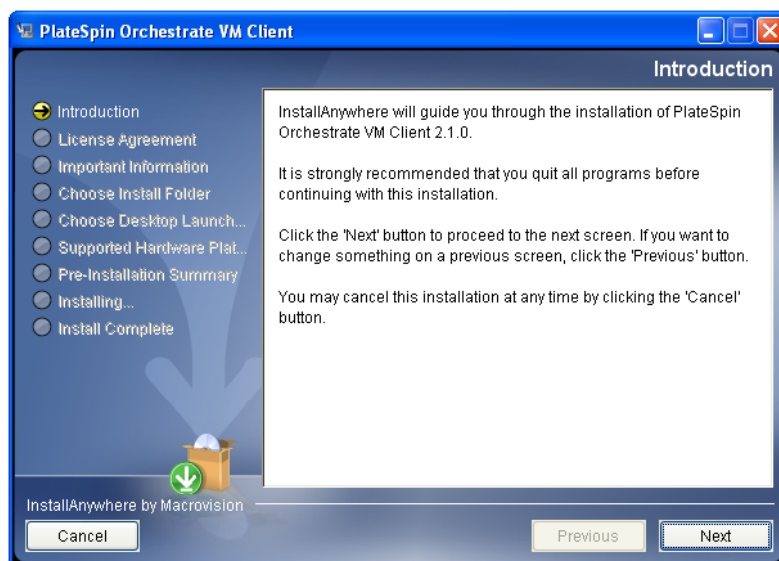 PlateSpin Orchestrate VM Client
Introduction
Introduction
License Agreement
Important Information
Choose Install Folder
Choose Desktop Launch...
Supported Hardware Plat...
Pre-Installation Summary
Installing...
Install Complete
InstallAnywhere will guide you through the installation of PlateSpin
Orchestrate VM Client 2.1.0.
It is strongly recommended that you quit all programs before
continuing with this installation.
Click the 'Next' button to proceed to the next screen. If you want to
change something on a previous screen, click the 'Previous' button.
You may cancel this installation at any time by clicking the 'Cancel'
button.
InstallAnywhere by Macrovision
Cancel
Previous
Next